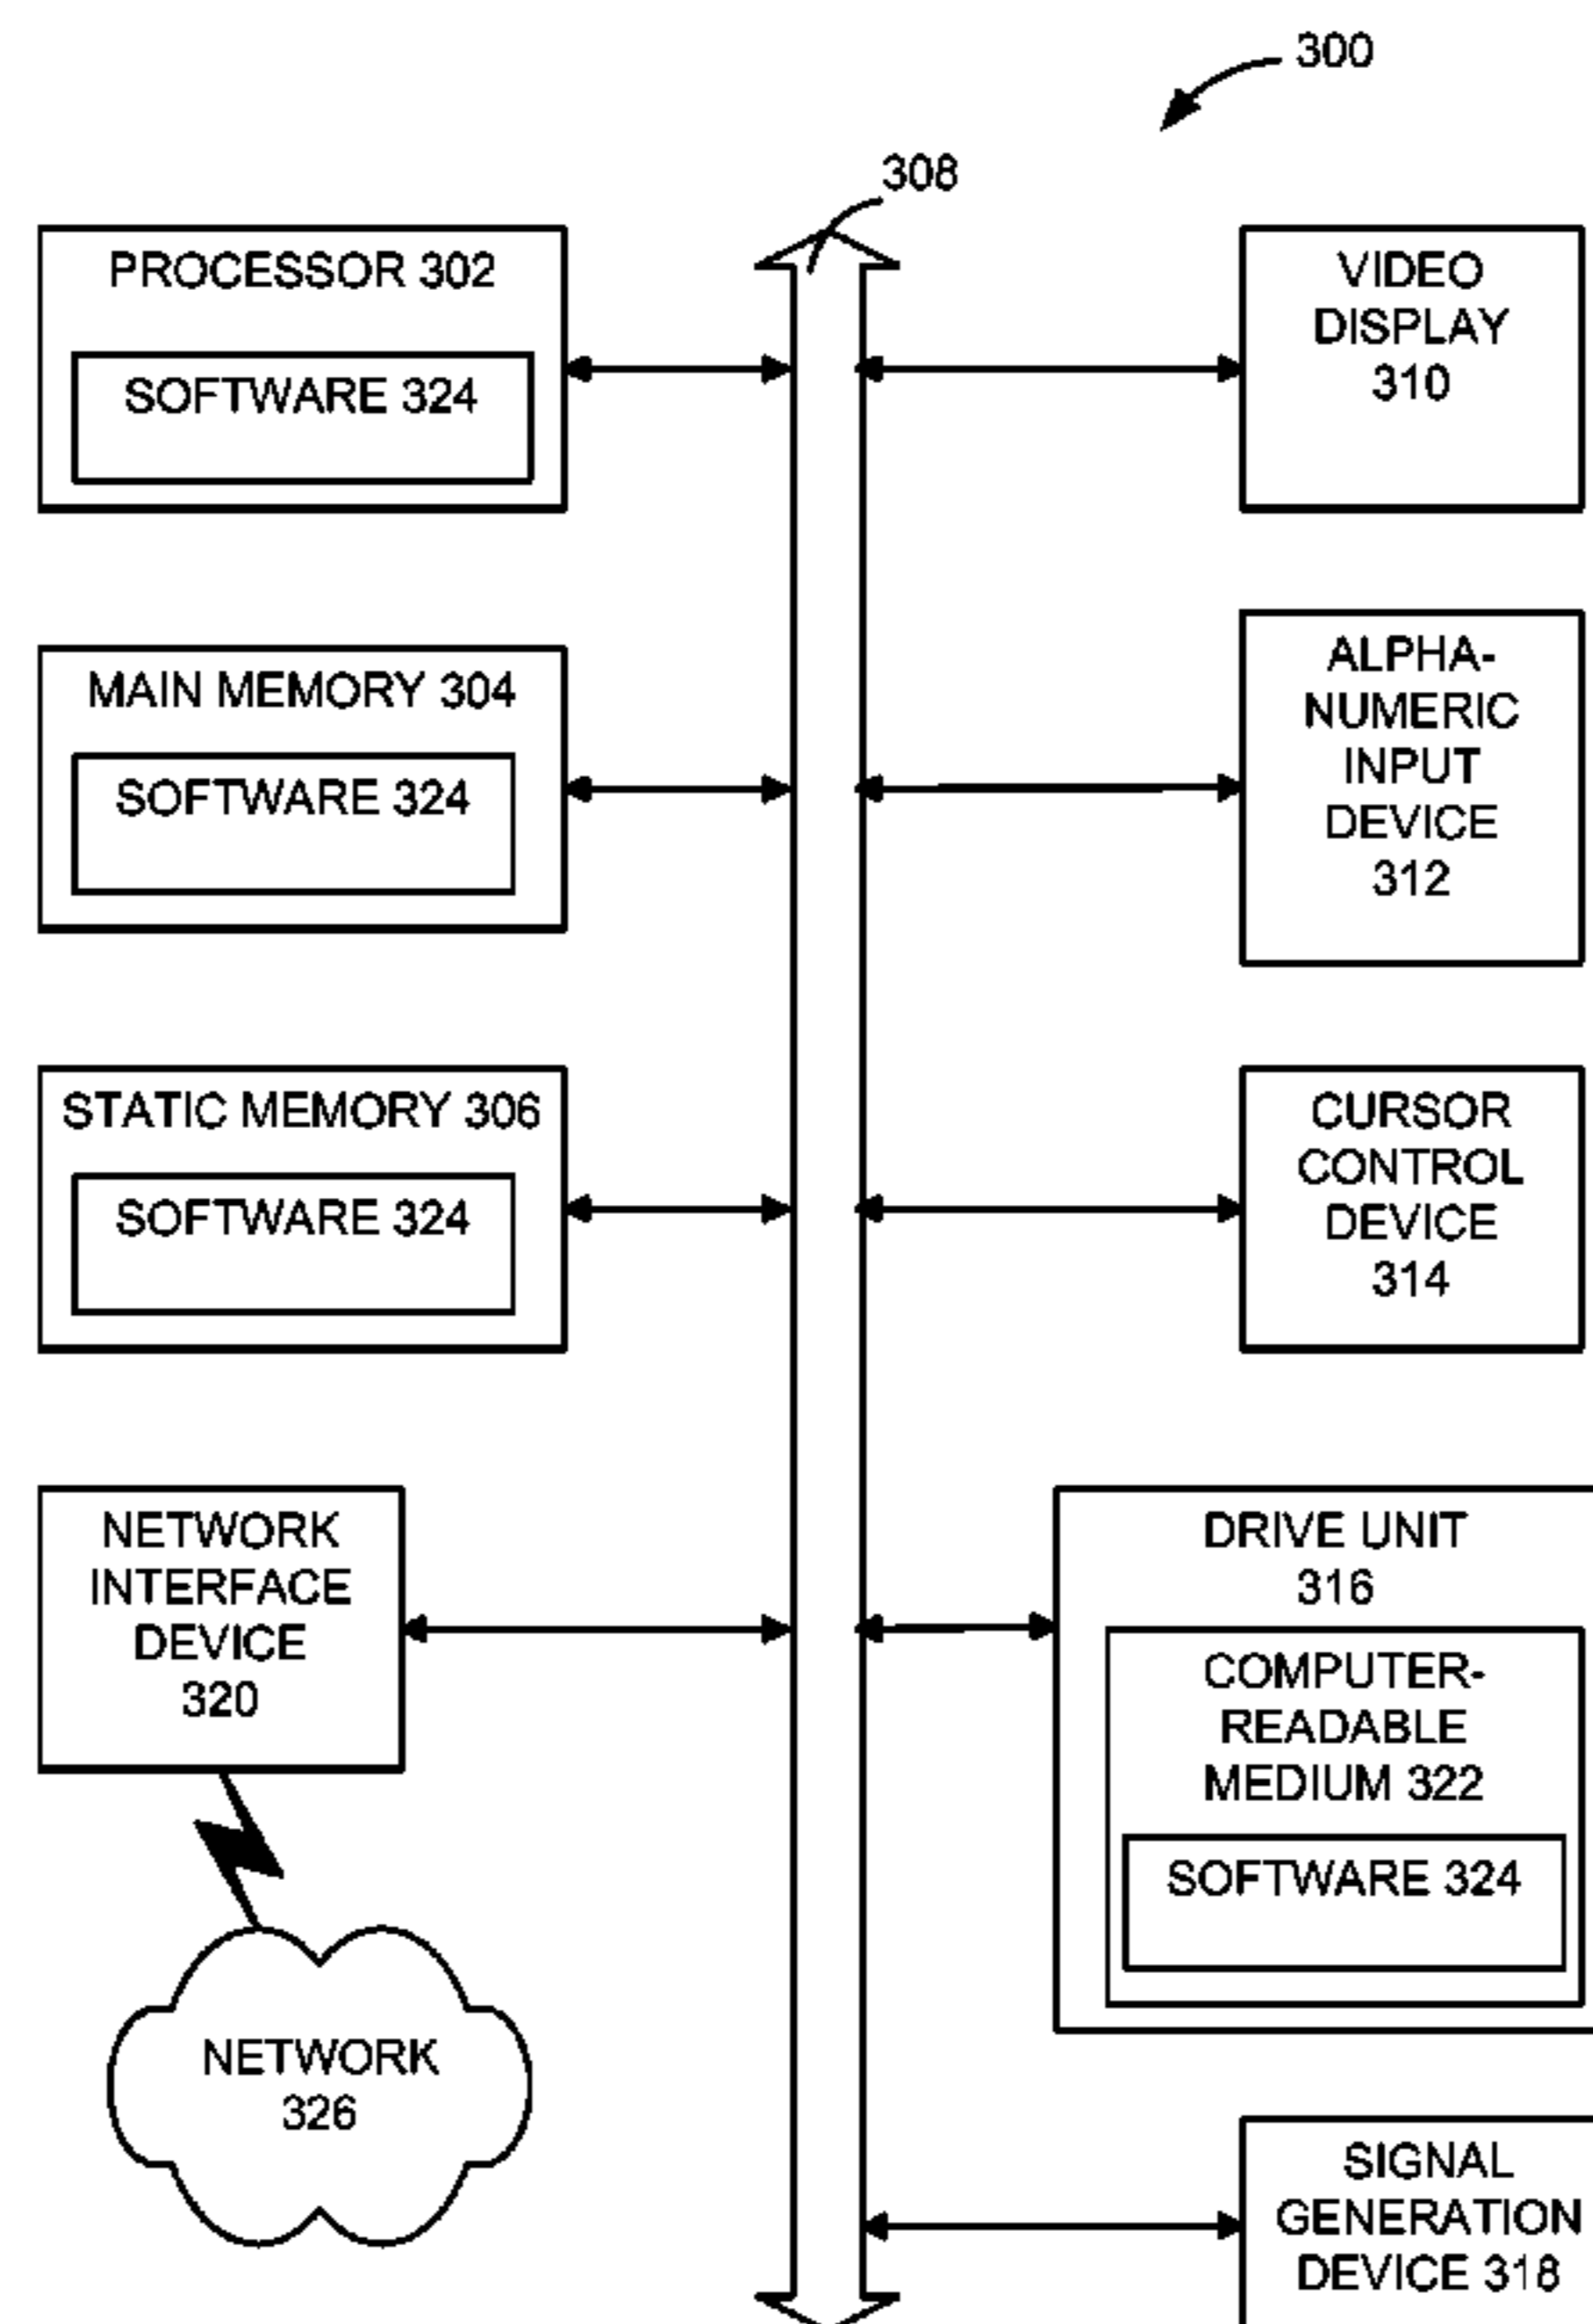 300
308
PROCESSOR 302
SOFTWARE 324
VIDEO
DISPLAY
310
MAIN MEMORY 304
SOFTWARE 324
ALPHA-
NUMERIC
INPUT
DEVICE
312
STATIC MEMORY 306
SOFTWARE 324
CURSOR
CONTROL
DEVICE
314
NETWORK
INTERFACE
DEVICE
320
DRIVE UNIT
316
COMPUTER-
READABLE
MEDIUM 322
SOFTWARE 324
NETWORK
326
SIGNAL
GENERATION
DEVICE 318